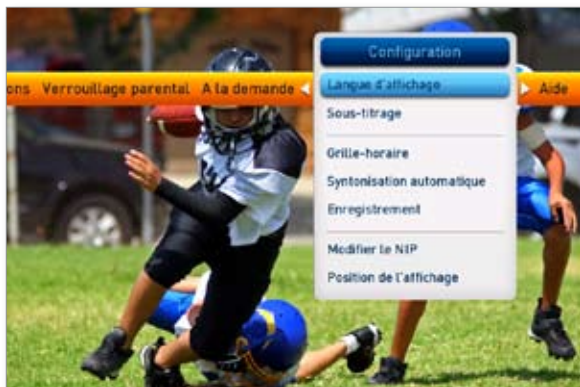 Configuration
ons Verrouillage parental A la demande Langue d'affichage Aide
Sous-titrage
Grille-horaire
Syntonisation automatique
Enregistrement
Modifier le NIP
Position de l'affichage